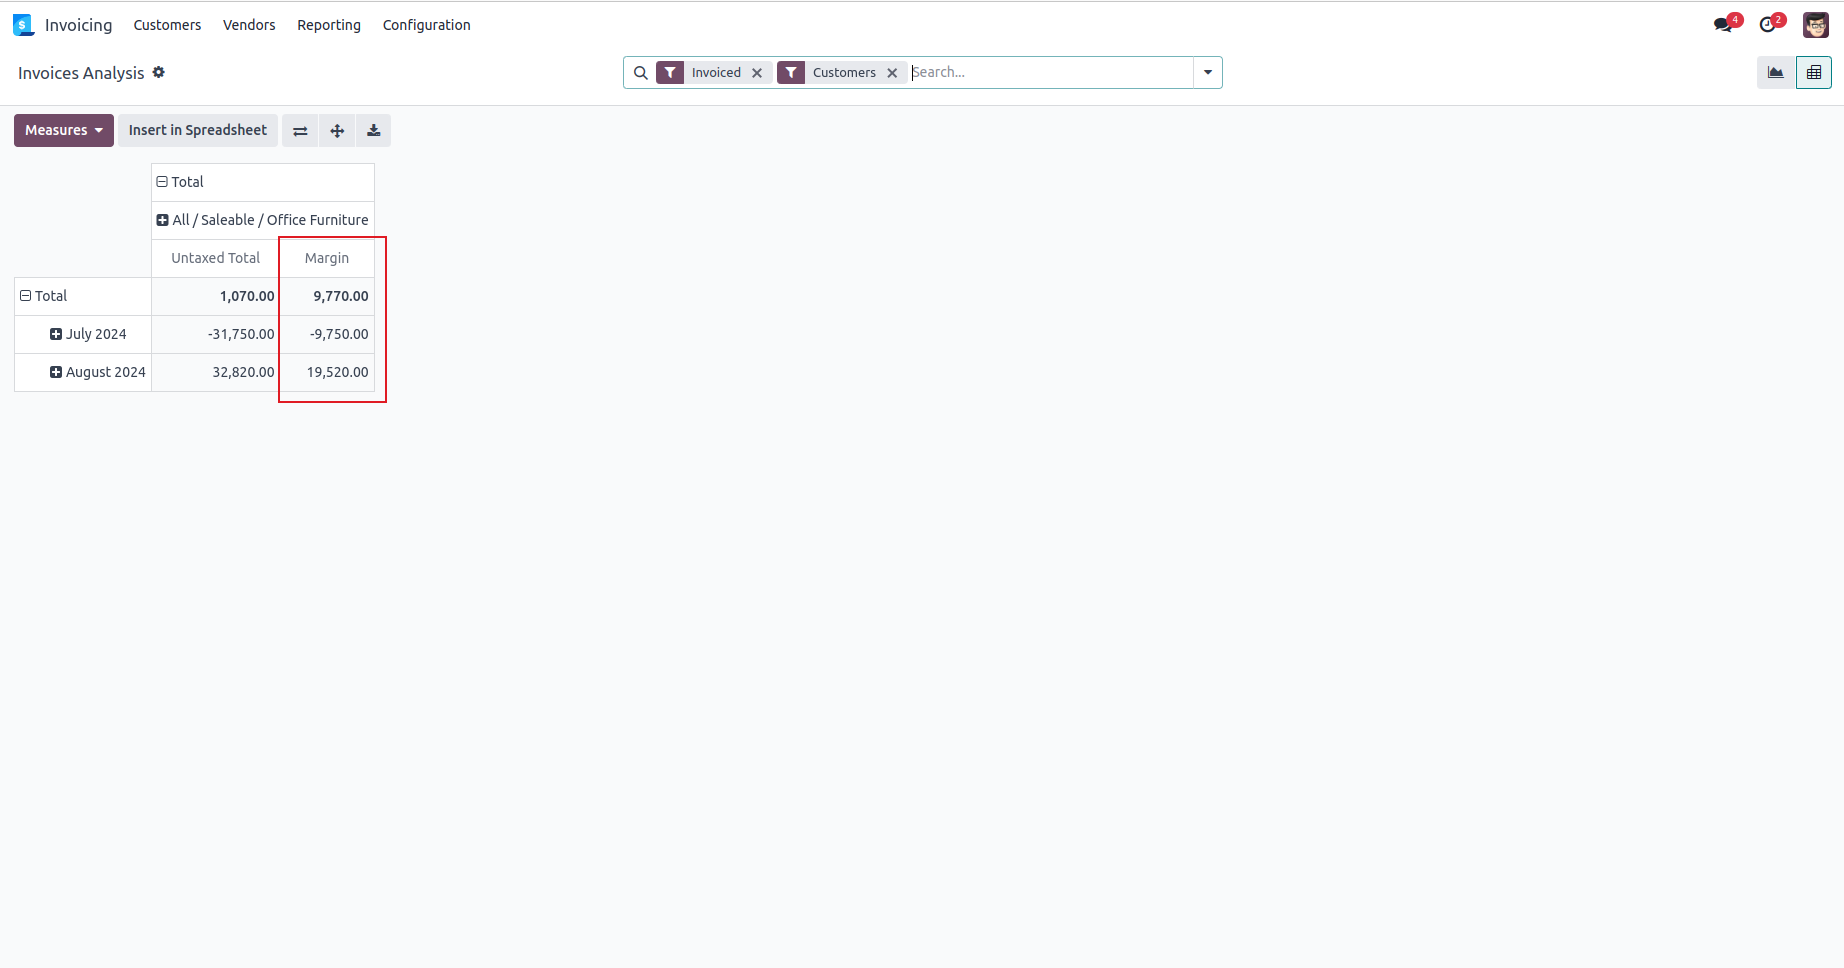 Invoicing Customers Vendors Reporting Configuration 4 2
Invoices Analysis Invoiced Customers Search...
Measures Insert in Spreadsheet
Total
All / Saleable / Office Furniture
Untaxed Total Margin
Total 1,070.00 9,770.00
July 2024 -31,750.00 -9,750.00
August 2024 32,820.00 19,520.00